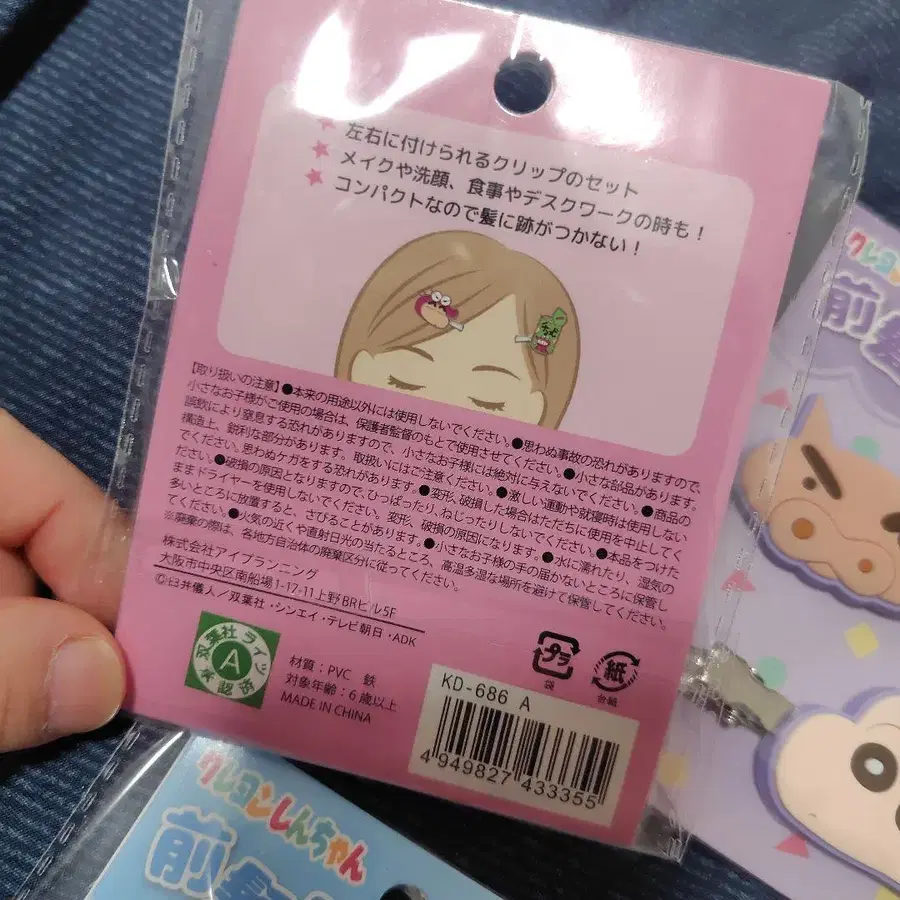 左右に付けられるクリップのセット
メイクや洗顔、食事やデスクワークの時も!
コンパクトなので髪に跡がつかない!
【取り扱いの注意】●本来の用途以外には使用しないでください。●思わぬ事故の恐れがありますので、
小さなお子様がご使用の場合は、保護者監督のもとで使用させてください。●小さな部品があります。
誤飲により窒息する恐れがありますので、小さなお子様には絶対に与えないでください。●商品の
構造上、鋭利な部分があります。取扱いにはご注意ください。●激しい運動や就寝時は使用しない
でください。思わぬケガをする恐れがあります。●変形、破損した場合はただちに使用を中止してく
ださい。●破損の原因となりますので、ひっぱったり、ねじったりしないでください。●本品をつけた
ままドライヤーを使用しないでください。変形、破損の原因になります。●水に濡れたり、湿気の
多いところに放置すると、さびることがあります。●小さなお子様の手の届かないところに保管し
てください。●火気の近くや直射日光の当たるところ、高温多湿な場所を避けて保管してください。
※廃棄の際は、各地方自治体の廃棄区分に従ってください。
株式会社アイプランニング
大阪市中央区南船場1-17-11上野BRビル5F
©臼井儀人/双葉社・シンエイ・テレビ朝日・ADK
双葉社ライツ
A
承認済
材質:PVC 鉄
対象年齢:6歳以上
MADE IN CHINA
プラ
袋
紙
台紙
KD-686 A
4 949827 433355
クレヨンしんちゃん
前髪
クレヨン
前髪